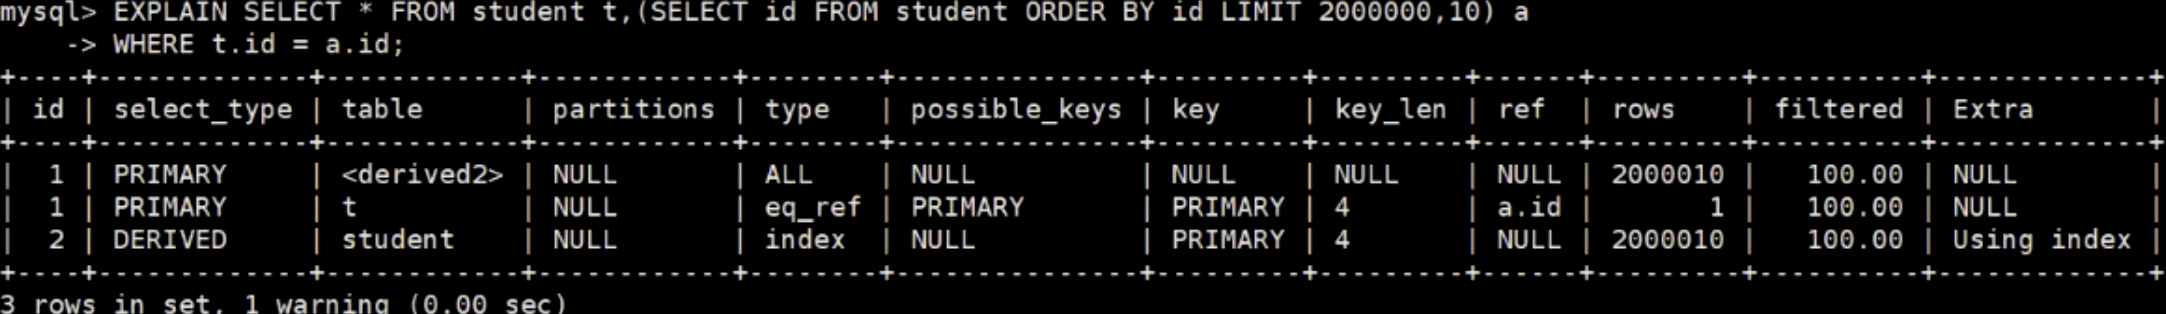 mysql> EXPLAIN SELECT * FROM student t,(SELECT id FROM student ORDER BY id LIMIT 2000000,10) a
    -> WHERE t.id = a.id;
+----+-------------+------------+------------+--------+---------------+---------+---------+------+---------+----------+-------------+
| id | select_type | table      | partitions | type   | possible_keys | key     | key_len | ref  | rows    | filtered | Extra       |
+----+-------------+------------+------------+--------+---------------+---------+---------+------+---------+----------+-------------+
|  1 | PRIMARY     | <derived2> | NULL       | ALL    | NULL          | NULL    | NULL    | NULL | 2000010 |   100.00 | NULL        |
|  1 | PRIMARY     | t          | NULL       | eq_ref | PRIMARY       | PRIMARY | 4       | a.id |       1 |   100.00 | NULL        |
|  2 | DERIVED     | student    | NULL       | index  | NULL          | PRIMARY | 4       | NULL | 2000010 |   100.00 | Using index |
+----+-------------+------------+------------+--------+---------------+---------+---------+------+---------+----------+-------------+
3 rows in set, 1 warning (0.00 sec)